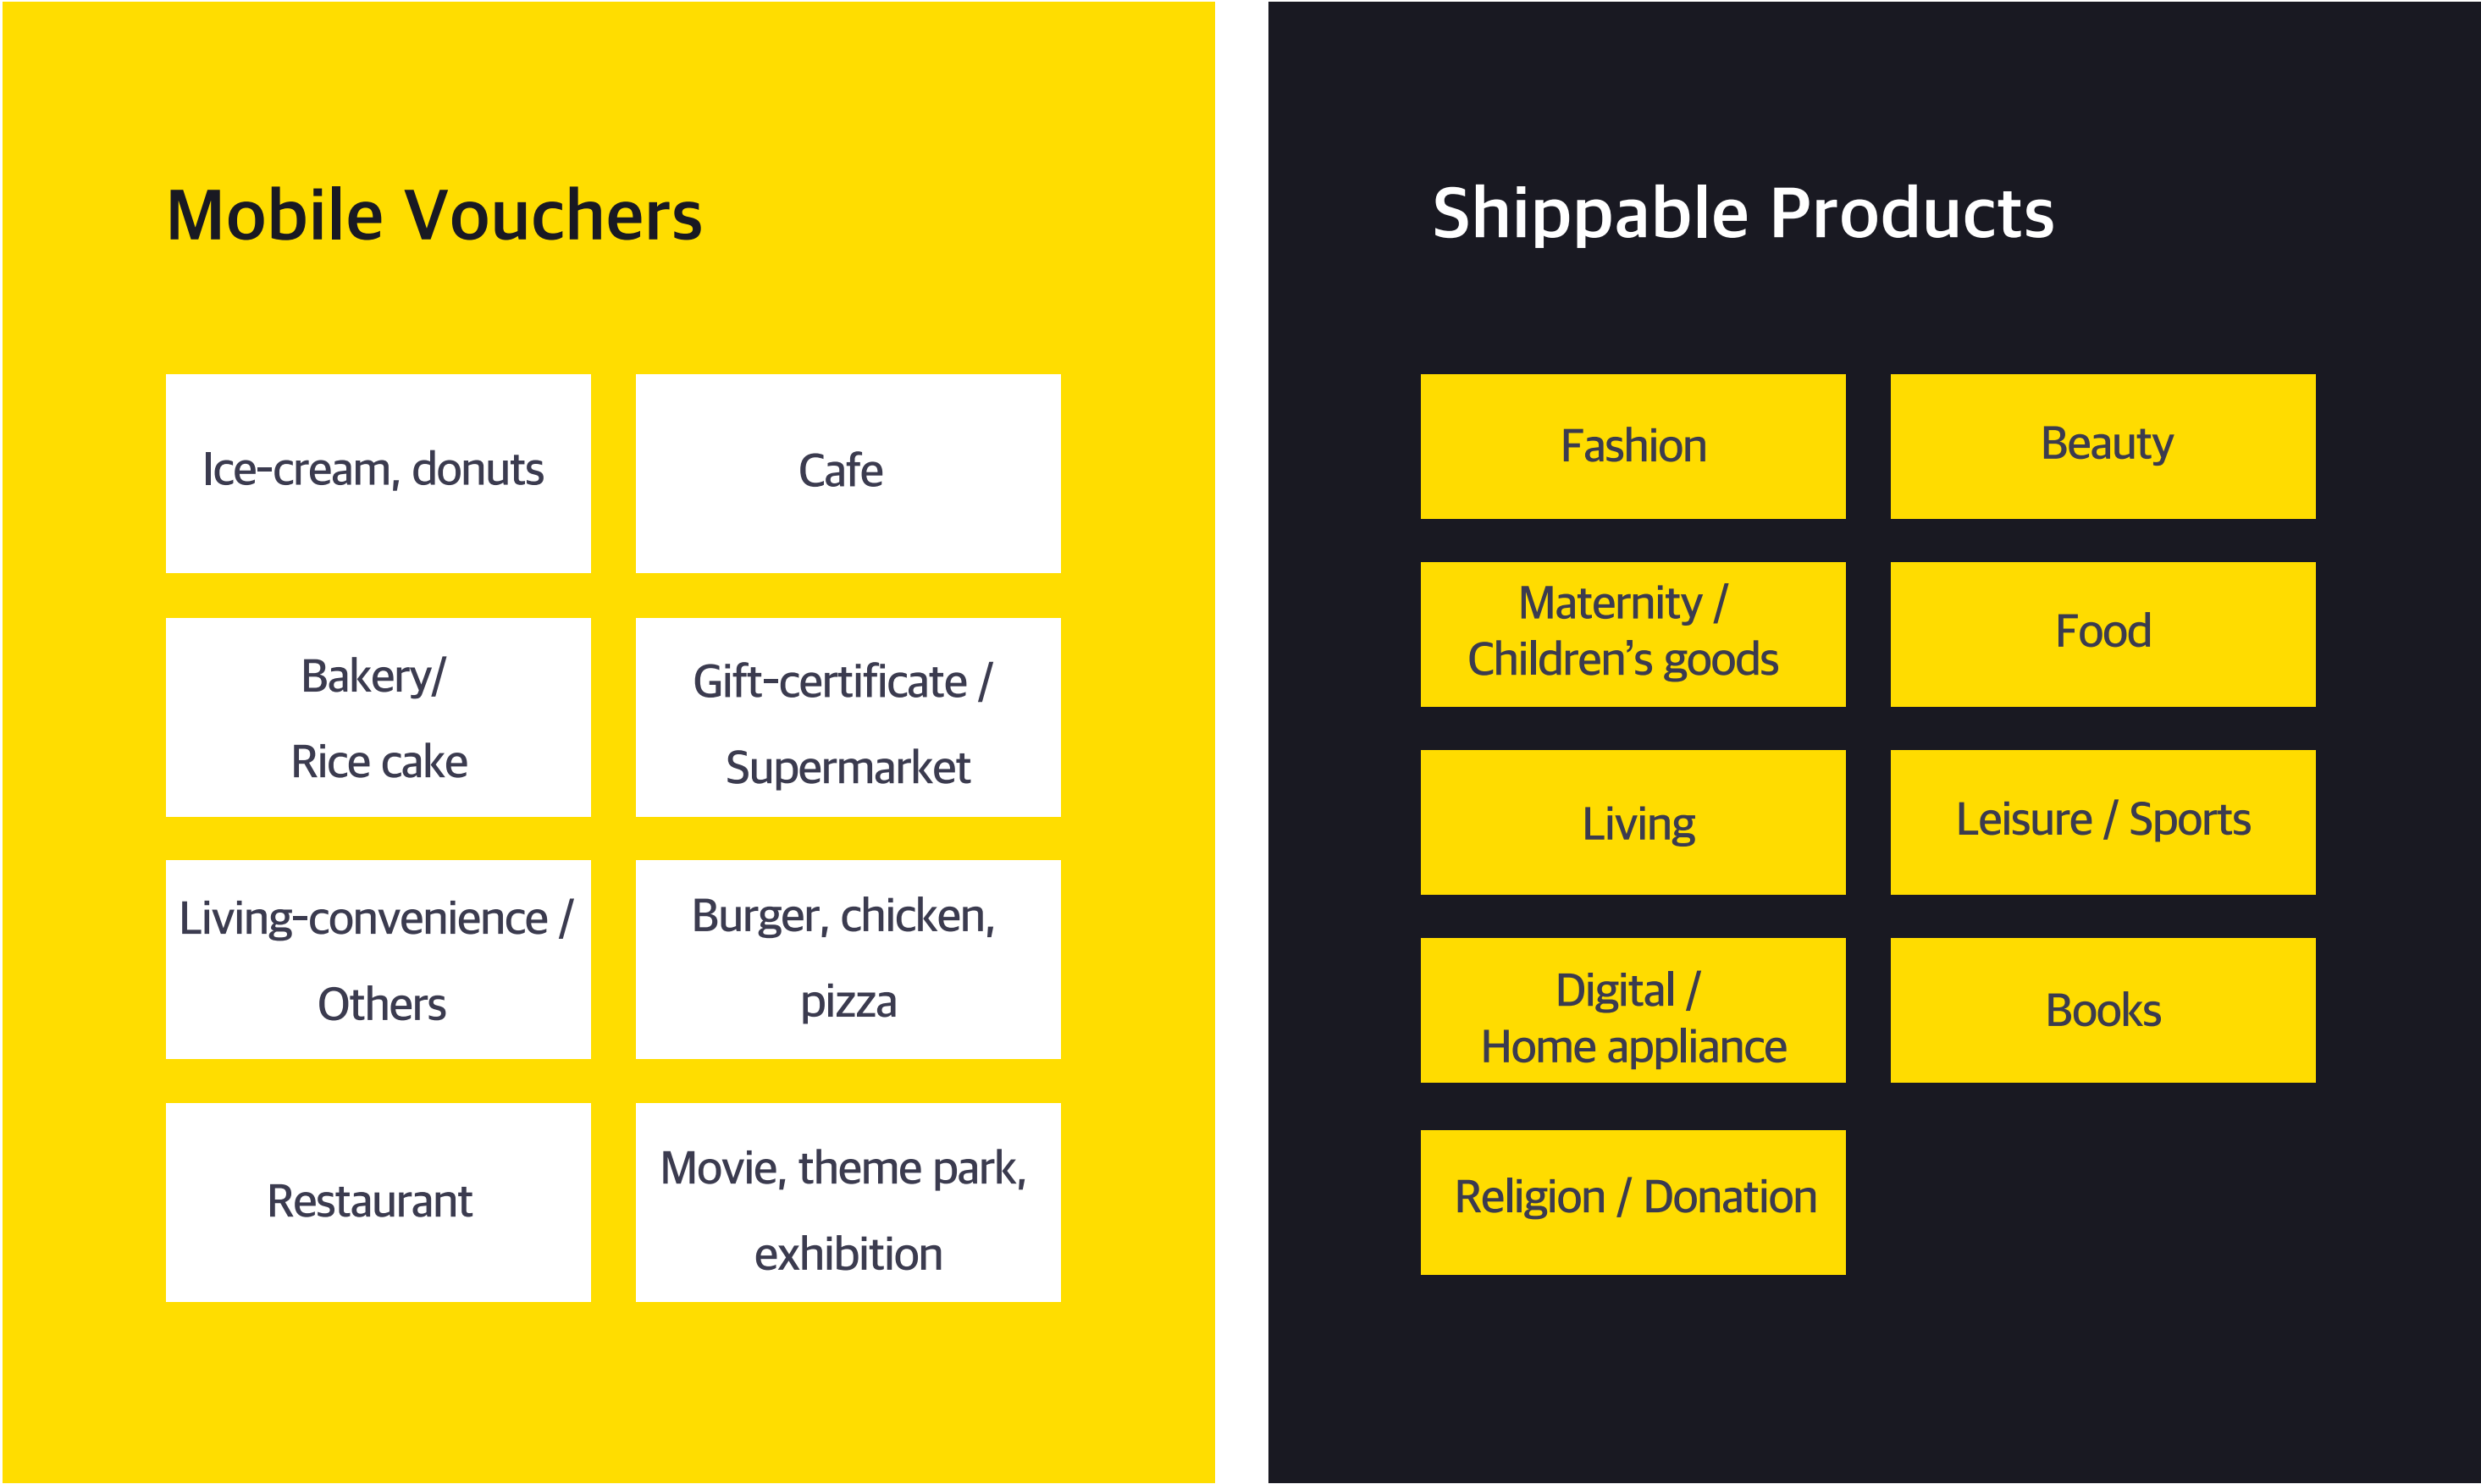 Mobile Vouchers
Ice-cream, donuts
Cafe
Bakery/
Rice cake
Gift-certificate /
Supermarket
Living-convenience /
Others
Burger, chicken,
pizza
Restaurant
Movie, theme park,
exhibition
Shippable Products
Fashion
Beauty
Maternity /
Children’s goods
Food
Living
Leisure / Sports
Digital /
Home appliance
Books
Religion / Donation